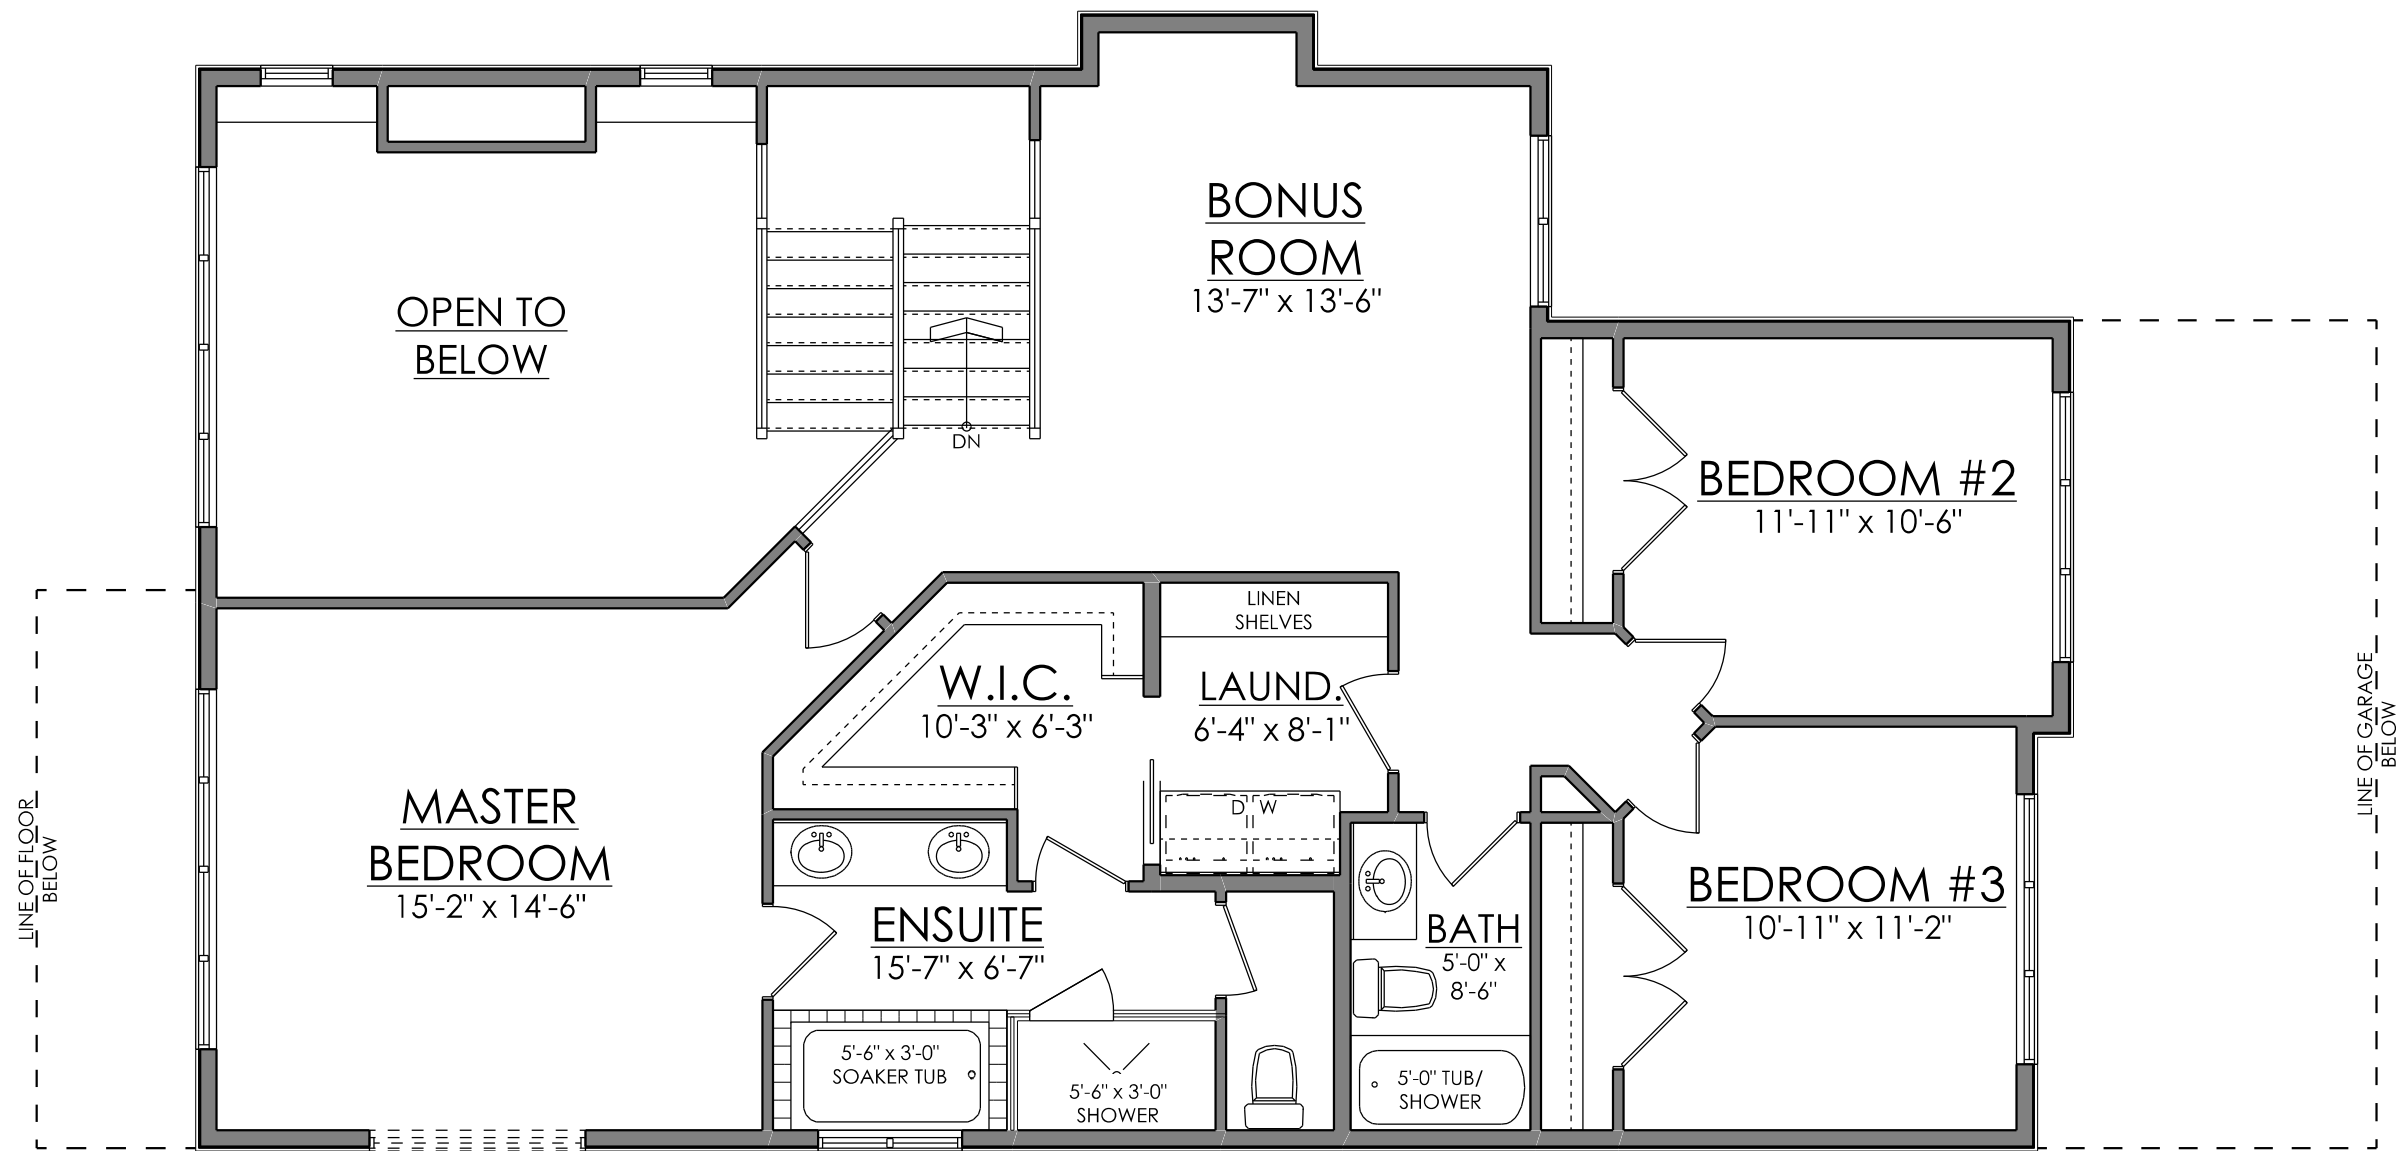 OPEN TO
BELOW
DN
BONUS
ROOM
13'-7" x 13'-6"
BEDROOM #2
11'-11" x 10'-6"
LINEN
SHELVES
W.I.C.
10'-3" x 6'-3"
LAUND.
6'-4" x 8'-1"
D W
MASTER
BEDROOM
15'-2" x 14'-6"
ENSUITE
15'-7" x 6'-7"
BATH
5'-0" x
8'-6"
BEDROOM #3
10'-11" x 11'-2"
5'-6" x 3'-0"
SOAKER TUB
5'-6" x 3'-0"
SHOWER
5'-0" TUB/
SHOWER
LINE OF FLOOR
BELOW
LINE OF GARAGE
BELOW